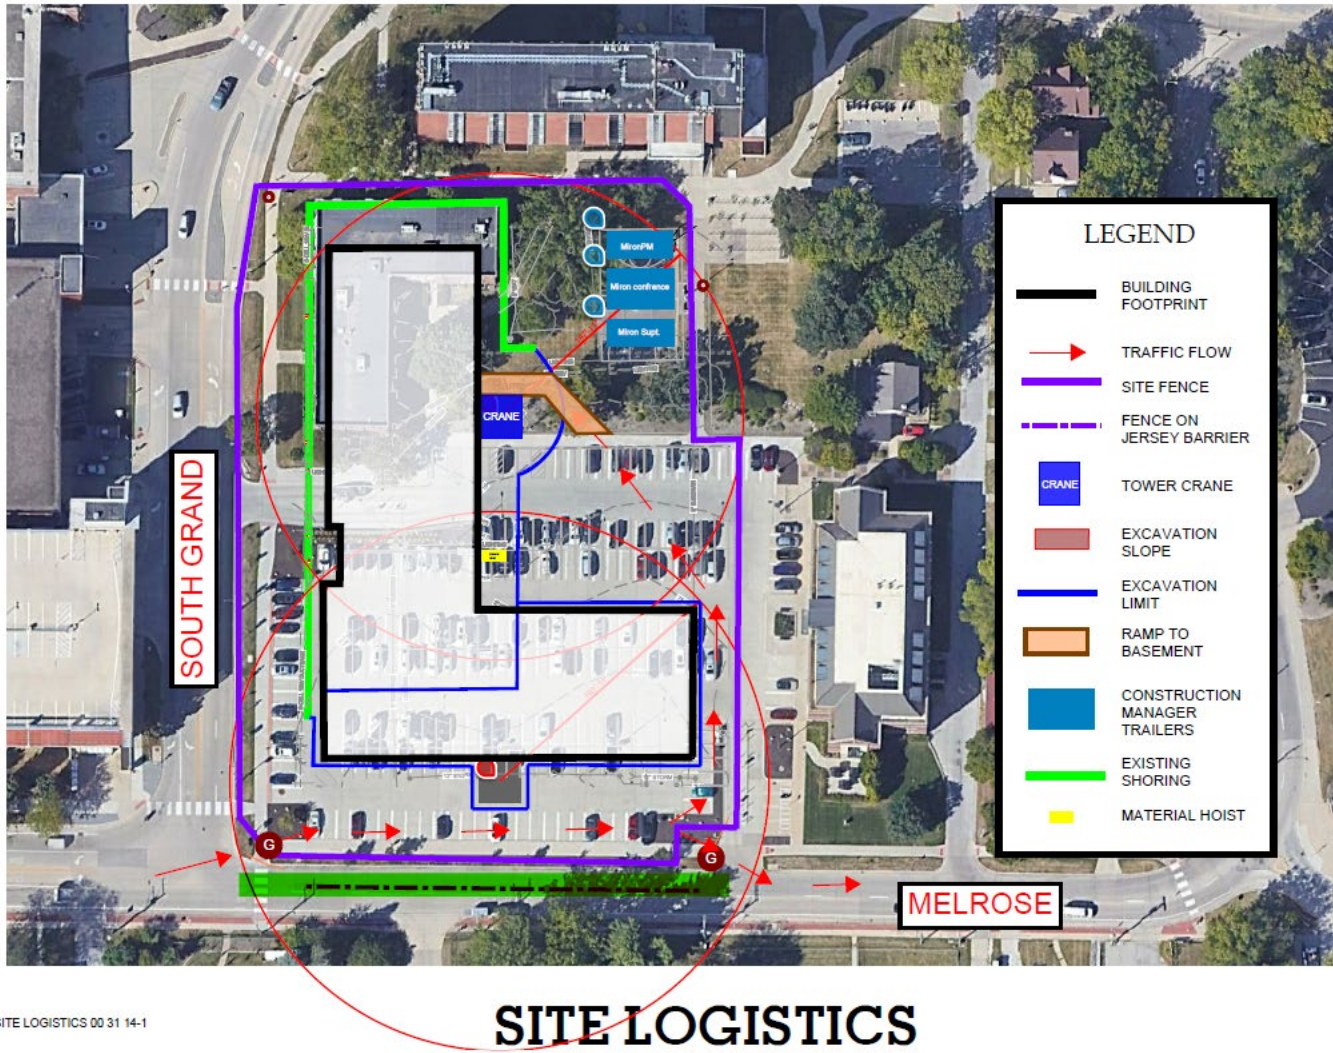 MironPM
Miron confrence
Miron Supt.
CRANE
SOUTH GRAND
G
G
MELROSE
LEGEND
BUILDING
FOOTPRINT
TRAFFIC FLOW
SITE FENCE
FENCE ON
JERSEY BARRIER
CRANE
TOWER CRANE
EXCAVATION
SLOPE
EXCAVATION
LIMIT
RAMP TO
BASEMENT
CONSTRUCTION
MANAGER
TRAILERS
EXISTING
SHORING
MATERIAL HOIST
SITE LOGISTICS 00 31 14-1
SITE LOGISTICS